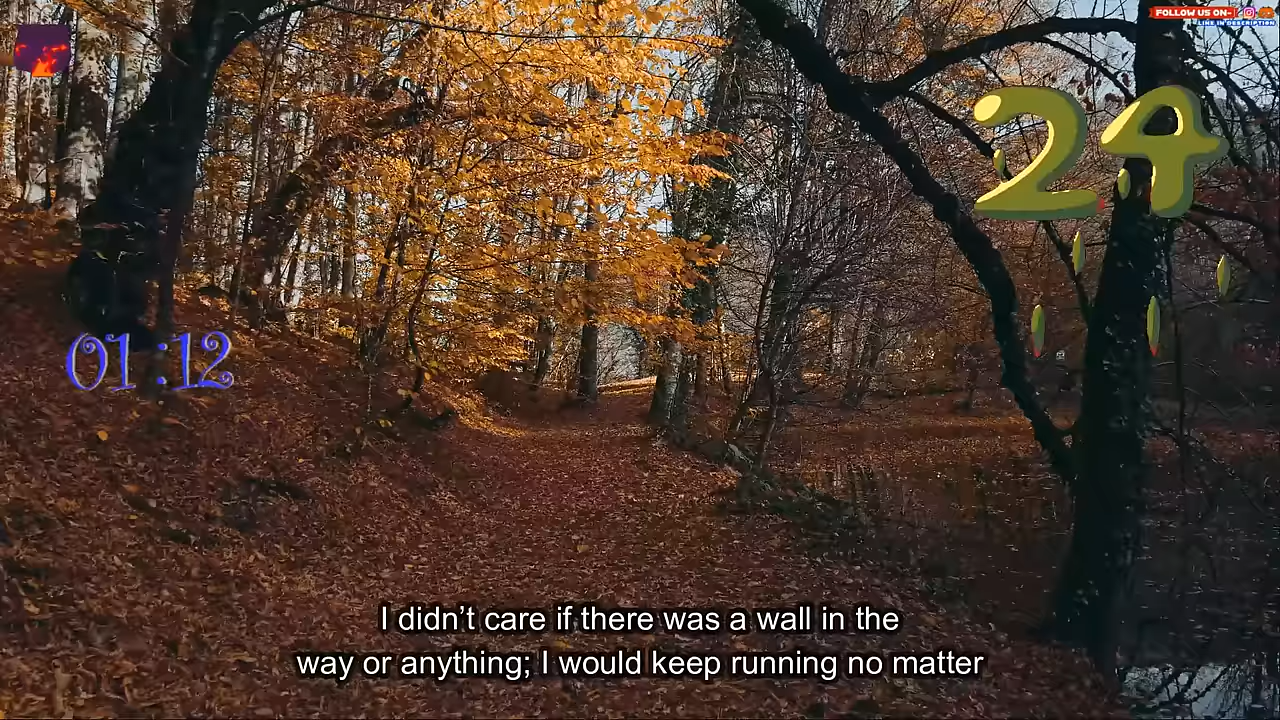 FOLLOW US ON-
LINK IN DESCRIPTION
24
01:12
I didn’t care if there was a wall in the
way or anything; I would keep running no matter